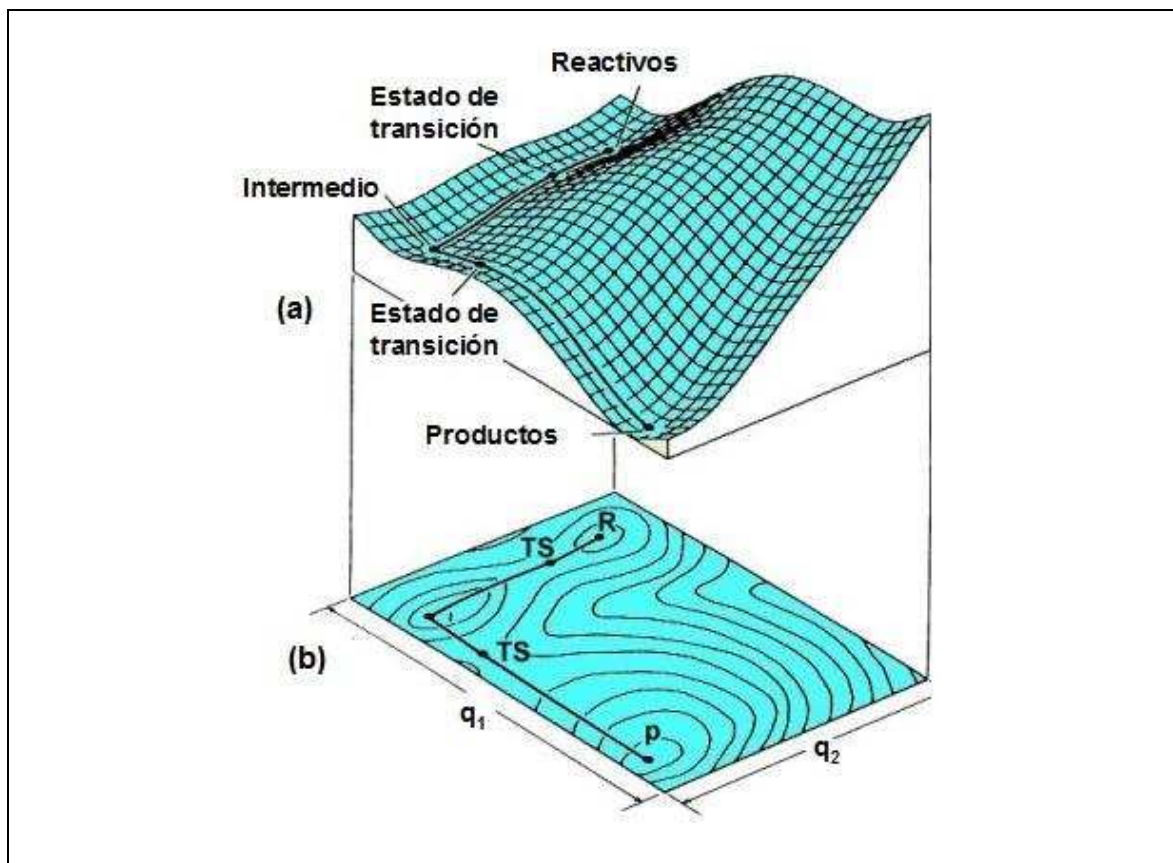 Reactivos
Estado de
transición
Intermedio
(a)
Estado de
transición
Productos
R
TS
TS
(b)
q₁
p
q₂